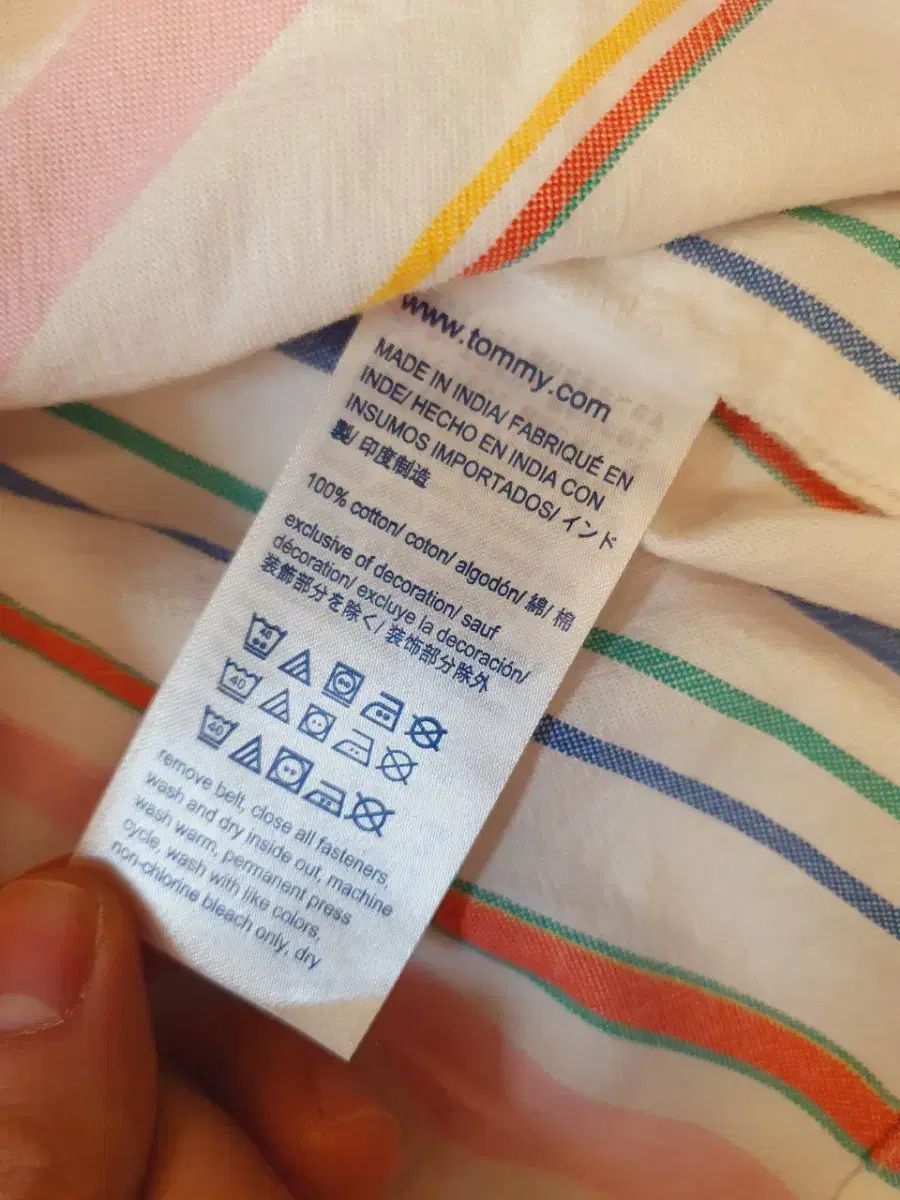 www.tommy.com
MADE IN INDIA/ FABRIQUÉ EN
INDE/ HECHO EN INDIA CON
INSUMOS IMPORTADOS/ インド
製/ 印度制造
100% cotton/ coton/ algodón/ 綿/ 棉
exclusive of decoration/ sauf
décoration/ excluye la decoración/
装飾部分を除く/ 装饰部分除外
40
40
40
remove belt, close all fasteners,
wash and dry inside out, machine
wash warm, permanent press
cycle, wash with like colors,
non-chlorine bleach only, dry